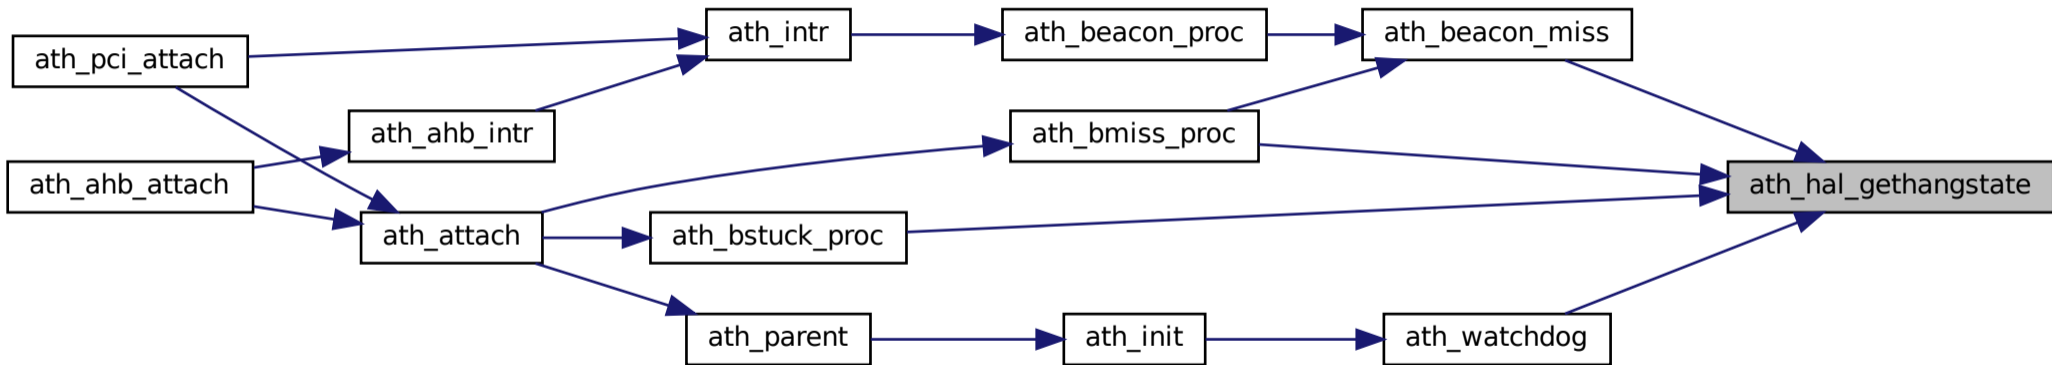 ath_intr
ath_beacon_proc
ath_beacon_miss
ath_pci_attach
ath_ahb_intr
ath_bmiss_proc
ath_ahb_attach
ath_hal_gethangstate
ath_attach
ath_bstuck_proc
ath_parent
ath_init
ath_watchdog